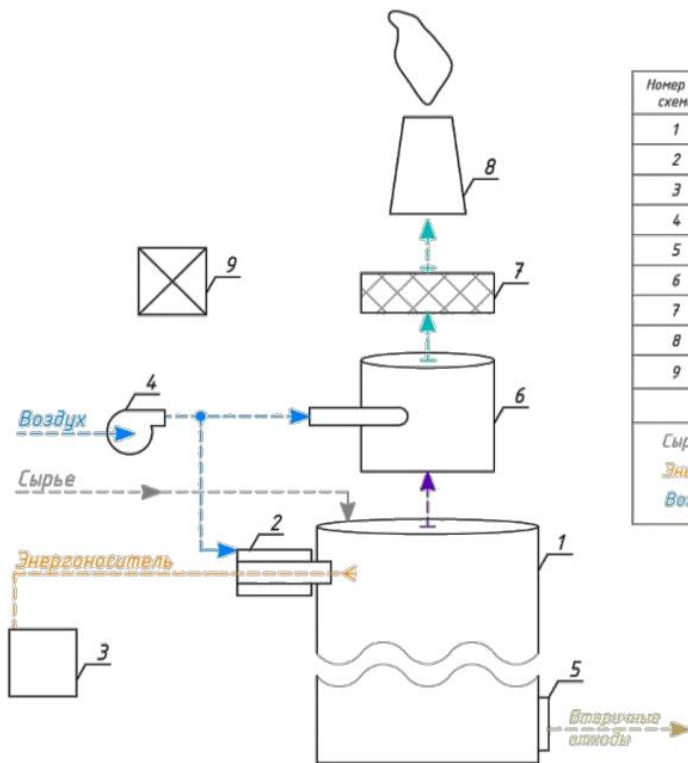 8
7
9
4
6
Воздух
Сырье
2
1
Энергоноситель
3
5
Вторичные
отходы
Номер
схем
1
2
3
4
5
6
7
8
9
Сыр
Эне
Воз